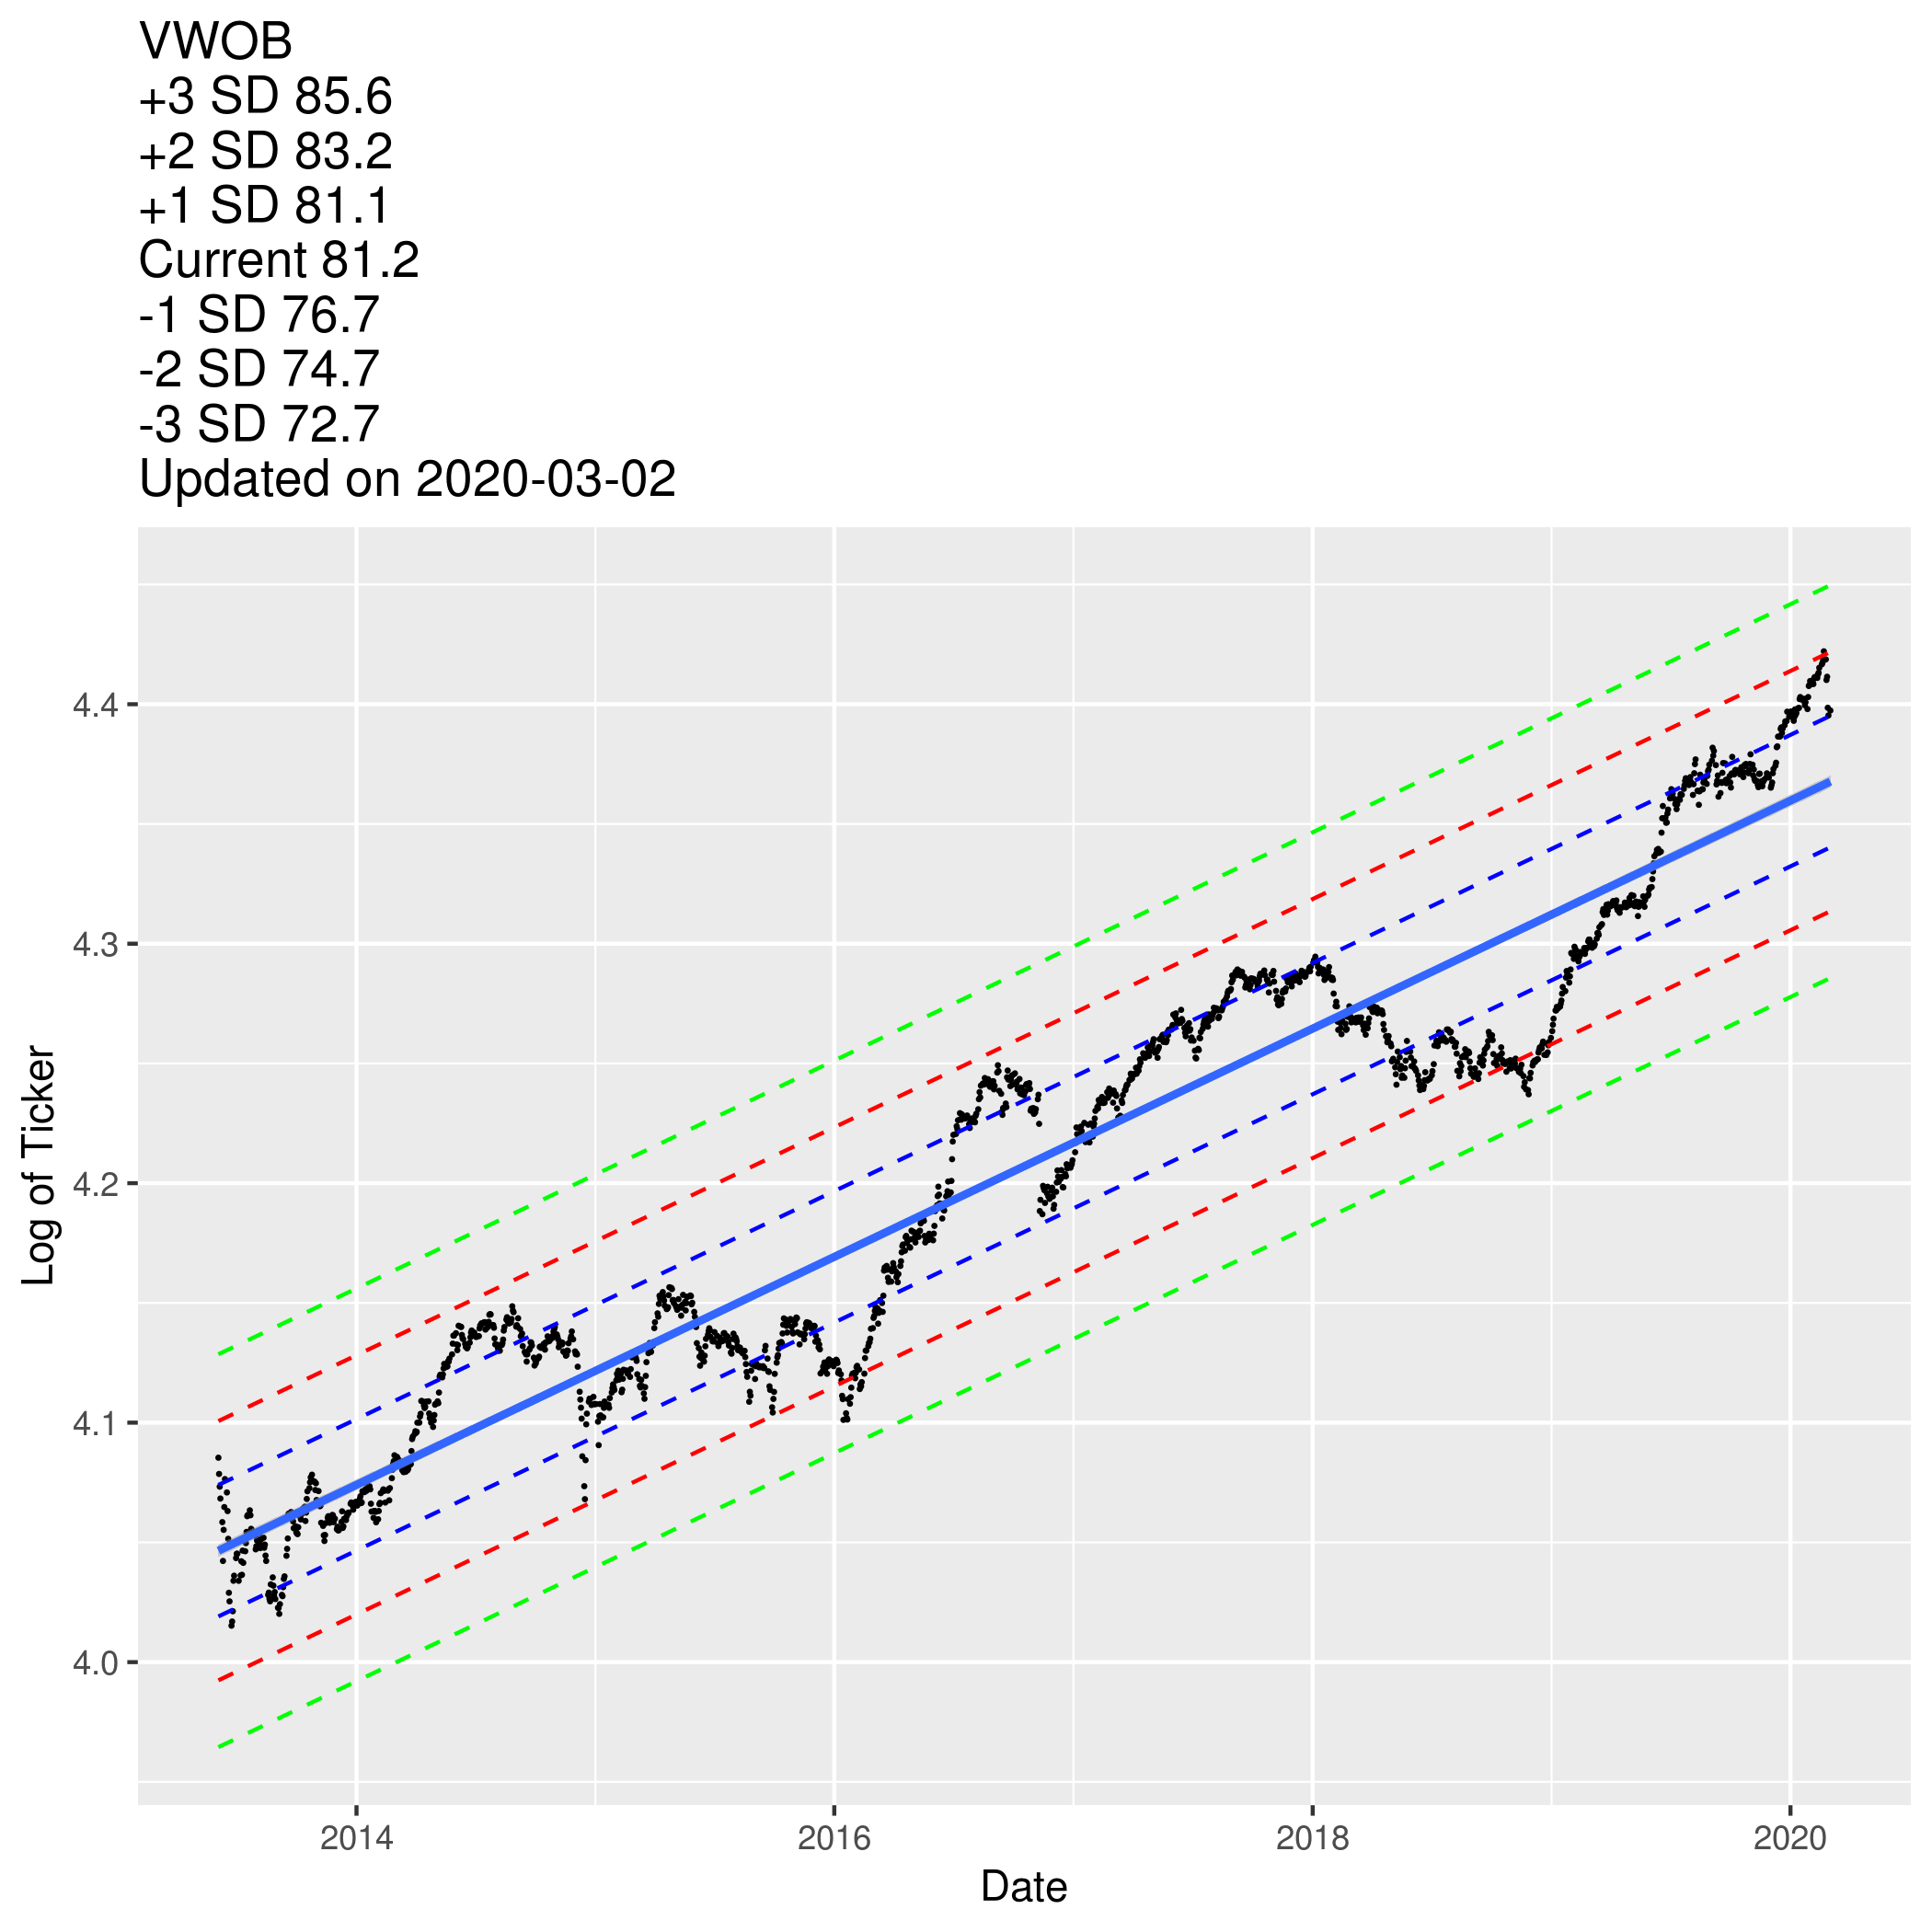 VWOB
+3 SD 85.6
+2 SD 83.2
+1 SD 81.1
Current 81.2
-1 SD 76.7
-2 SD 74.7
-3 SD 72.7
Updated on 2020-03-02
Log of Ticker
4.4
4.3
4.2
4.1
4.0
2014 2016 2018 2020
Date